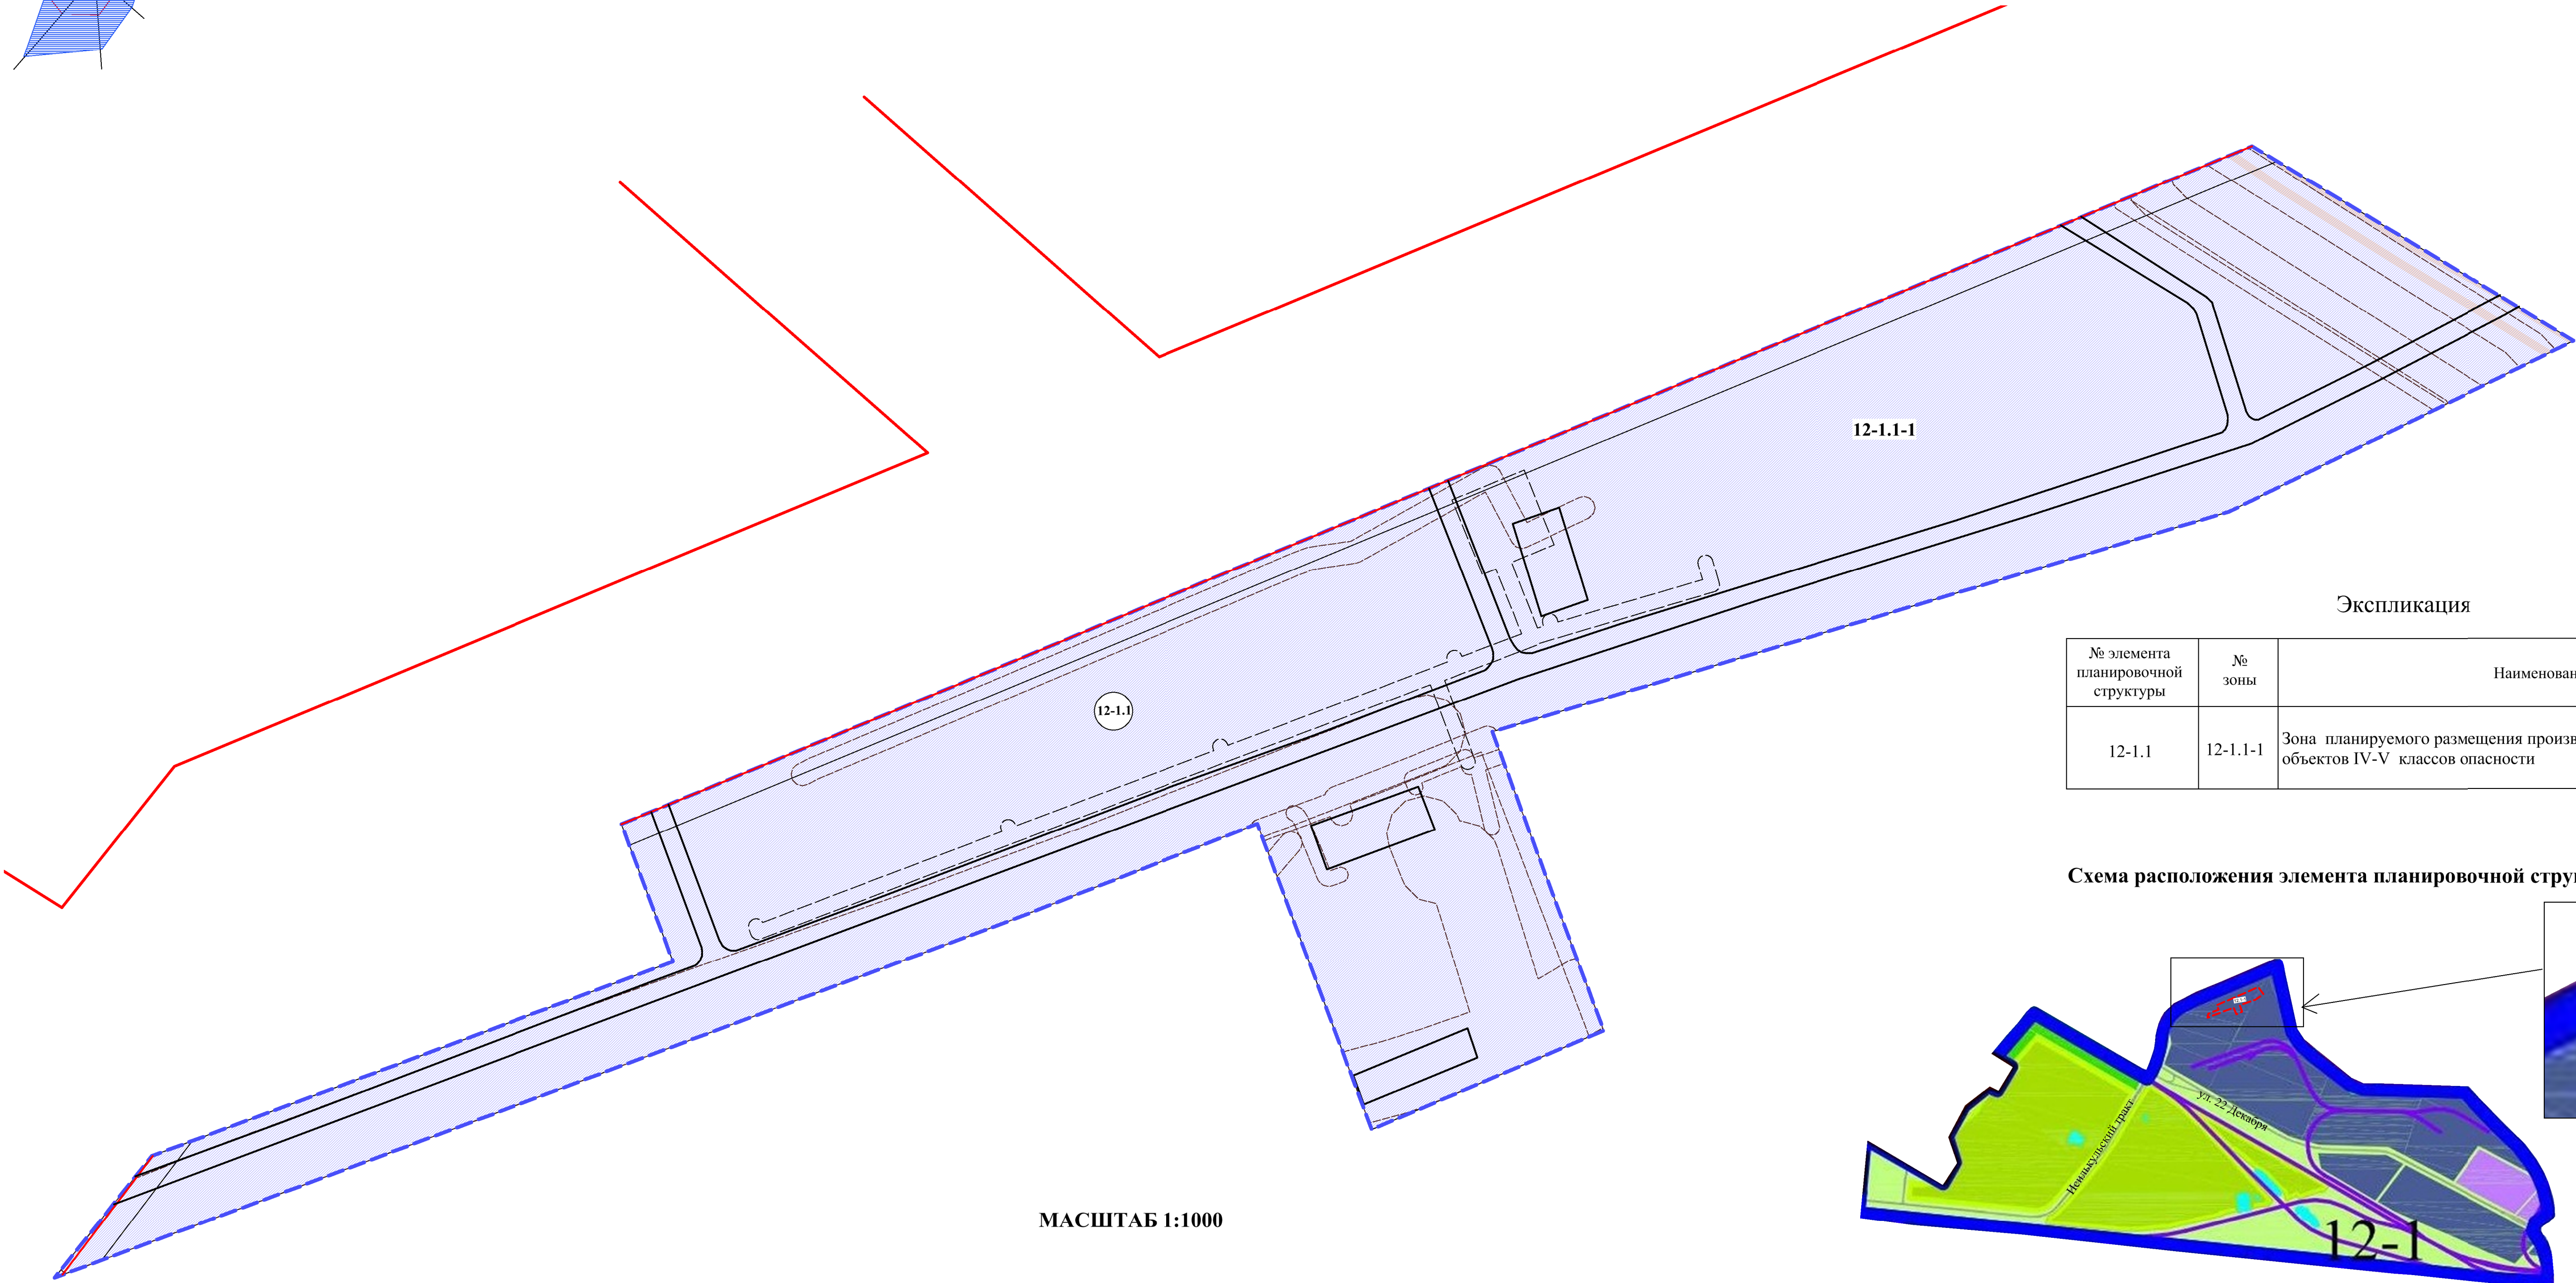 12-1.1-1
12-1.1
Экспликация
№ элемента
планировочной
структуры
№
зоны
Наименован
12-1.1
12-1.1-1
Зона планируемого размещения произв
объектов IV-V классов опасности
Схема расположения элемента планировочной стру
ул. 22 Декабря
тракт
12-1
МАСШТАБ 1:1000